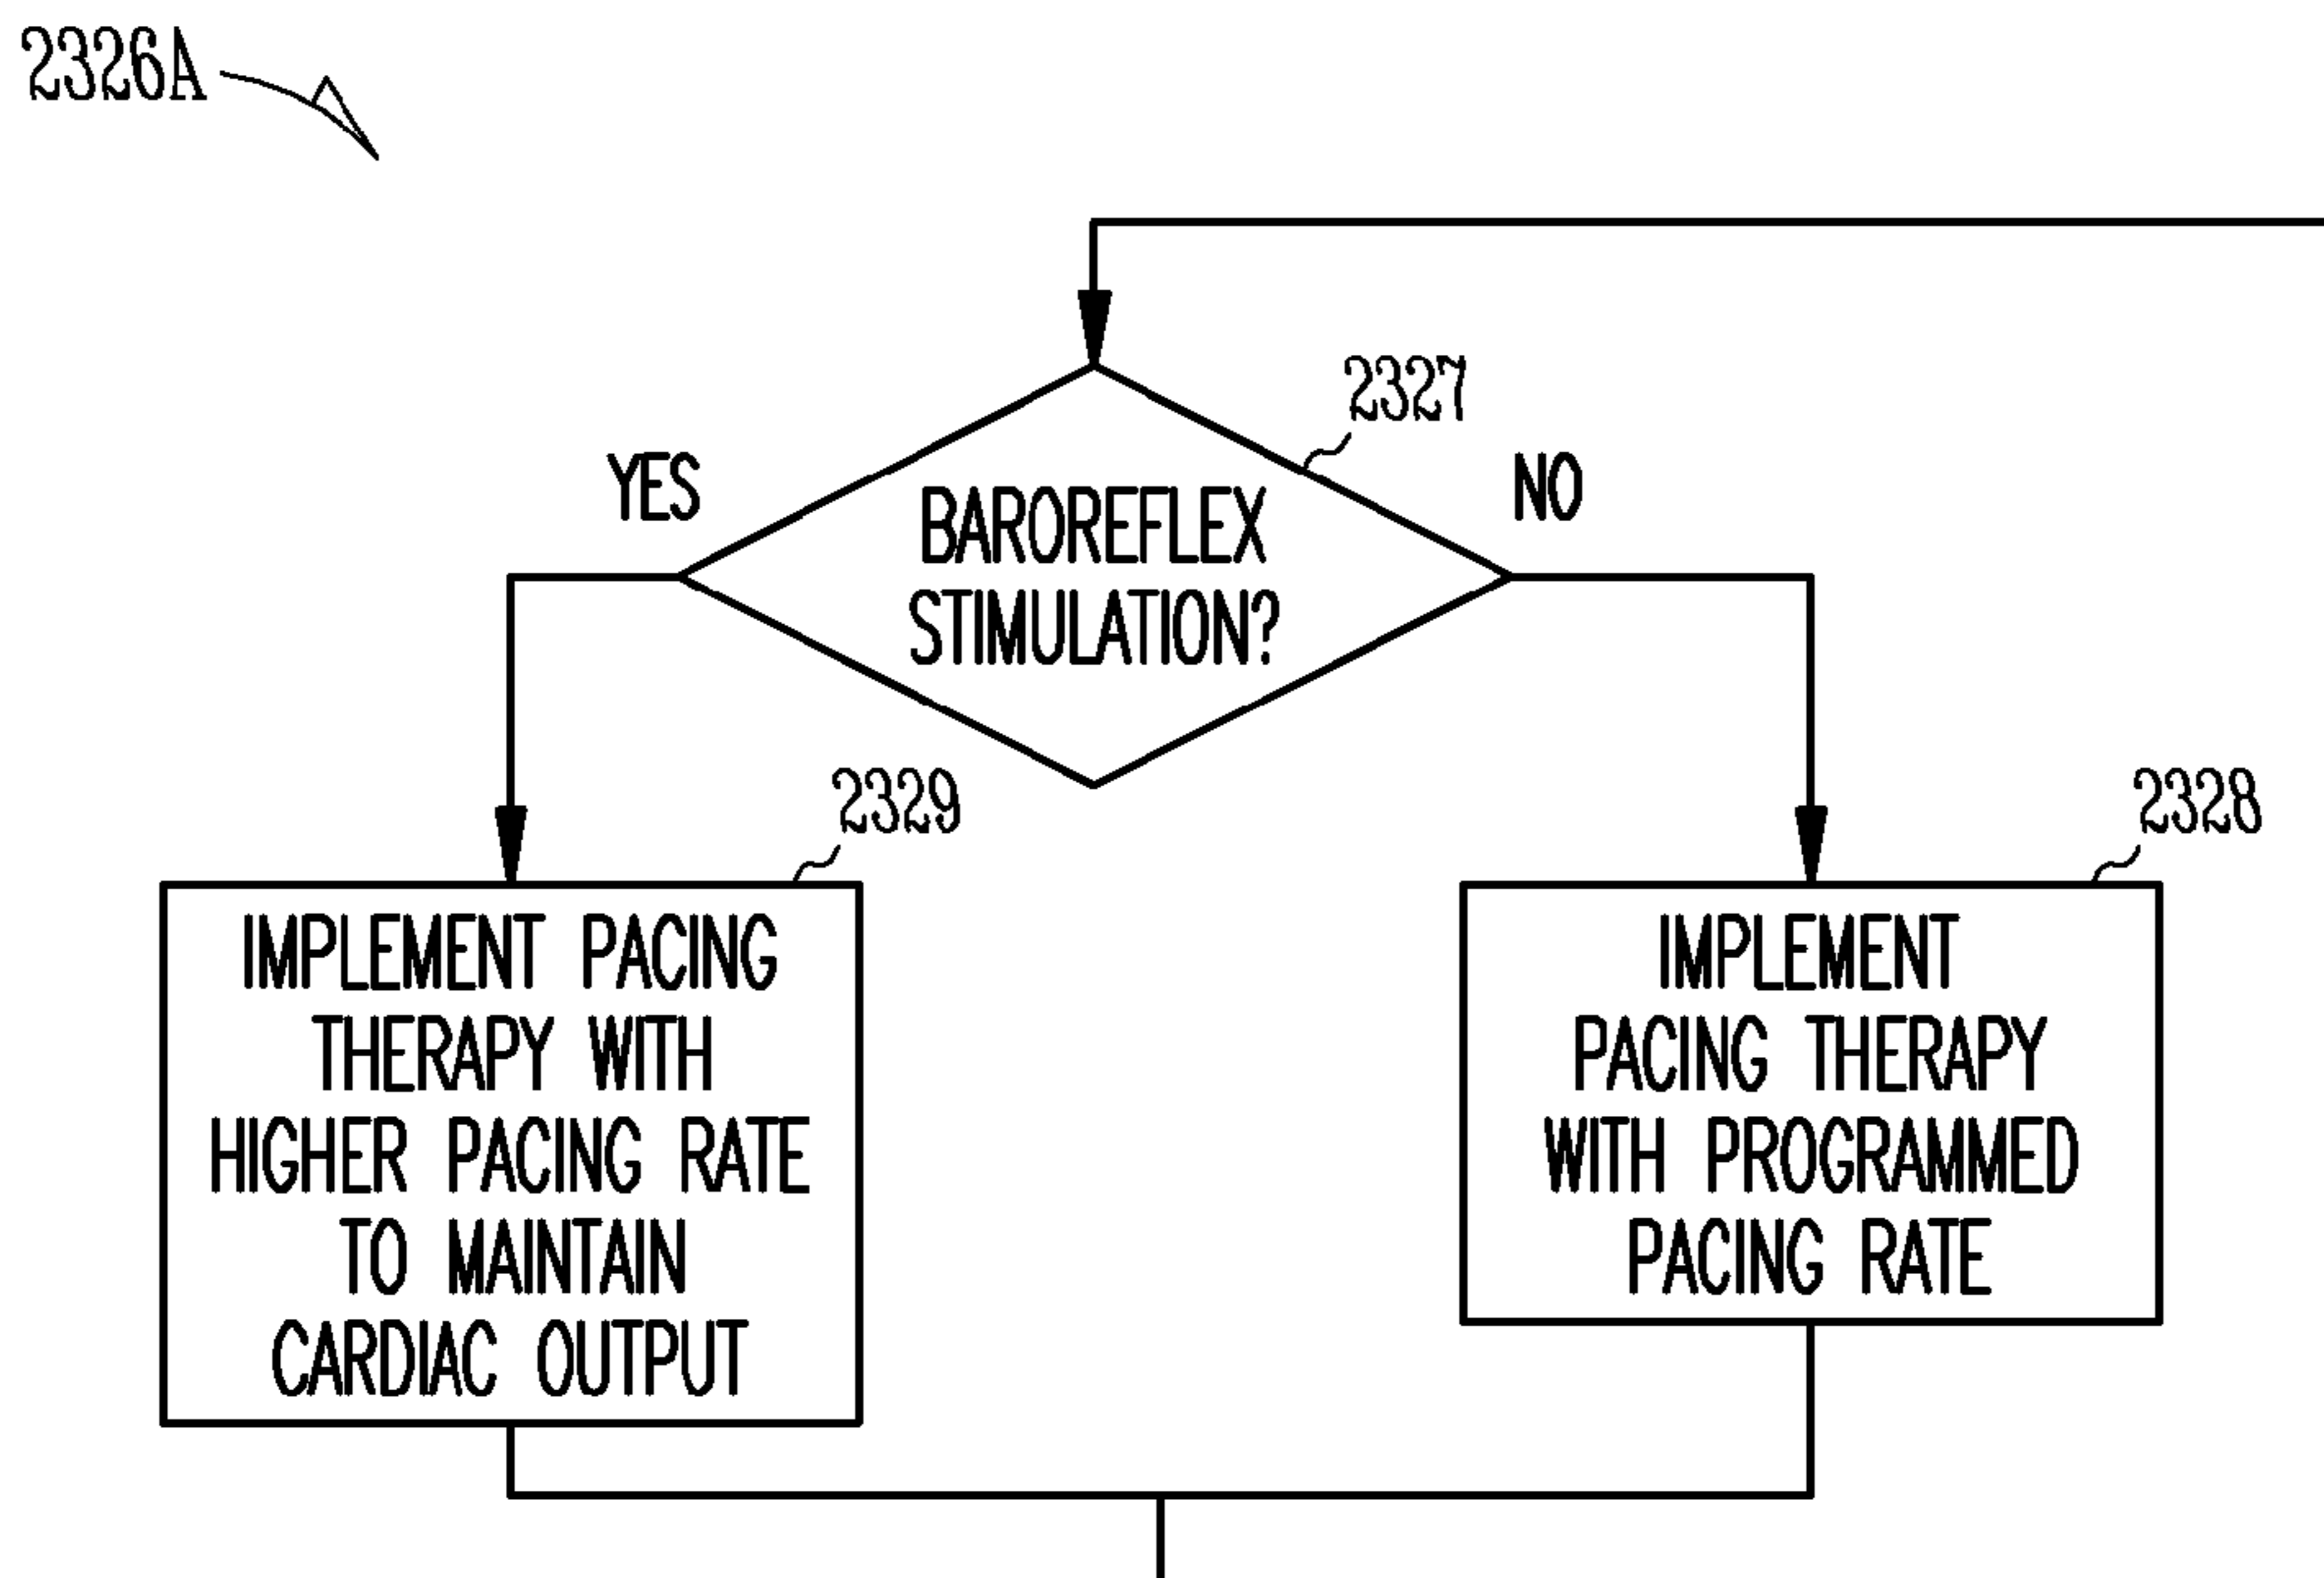 2326A
2327
YES
NO
BAROREFLEX
STIMULATION?
2329
2328
IMPLEMENT PACING
THERAPY WITH
HIGHER PACING RATE
TO MAINTAIN
CARDIAC OUTPUT
IMPLEMENT
PACING THERAPY
WITH PROGRAMMED
PACING RATE